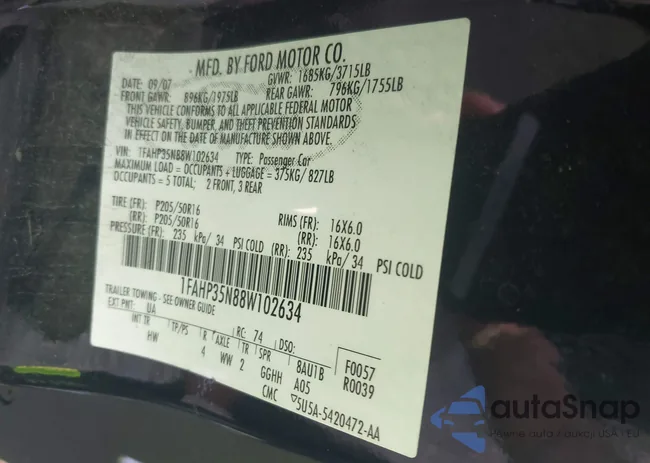 MFD. BY FORD MOTOR CO.
DATE: 09/07 GVWR: 1685KG/3715LB
FRONT GAWR: 896KG/1975LB REAR GAWR: 796KG/1755LB
THIS VEHICLE CONFORMS TO ALL APPLICABLE FEDERAL MOTOR
VEHICLE SAFETY, BUMPER, AND THEFT PREVENTION STANDARDS
IN EFFECT ON THE DATE OF MANUFACTURE SHOWN ABOVE.
VIN: 1FAHP35N88W102634 TYPE: Passenger Car
MAXIMUM LOAD = OCCUPANTS + LUGGAGE = 375KG/827LB
OCCUPANTS = 5 TOTAL; 2 FRONT, 3 REAR
TIRE (FR): P205/50R16 RIMS (FR): 16X6.0
(RR): P205/50R16 (RR): 16X6.0
PRESSURE (FR): 235 kPa/ 34 PSI COLD (RR): 235 kPa/ 34 PSI COLD
1FAHP35N88W102634
TRAILER TOWING - SEE OWNER GUIDE
EXT PNT: UA RC: 74 DSO: F0057
INT TR TP/PS R AXLE TR SPR 8AU1B R0039
HW 4 WW 2 GGHH A05
CMC ▽5U5A-5420472-AA
autaSnap